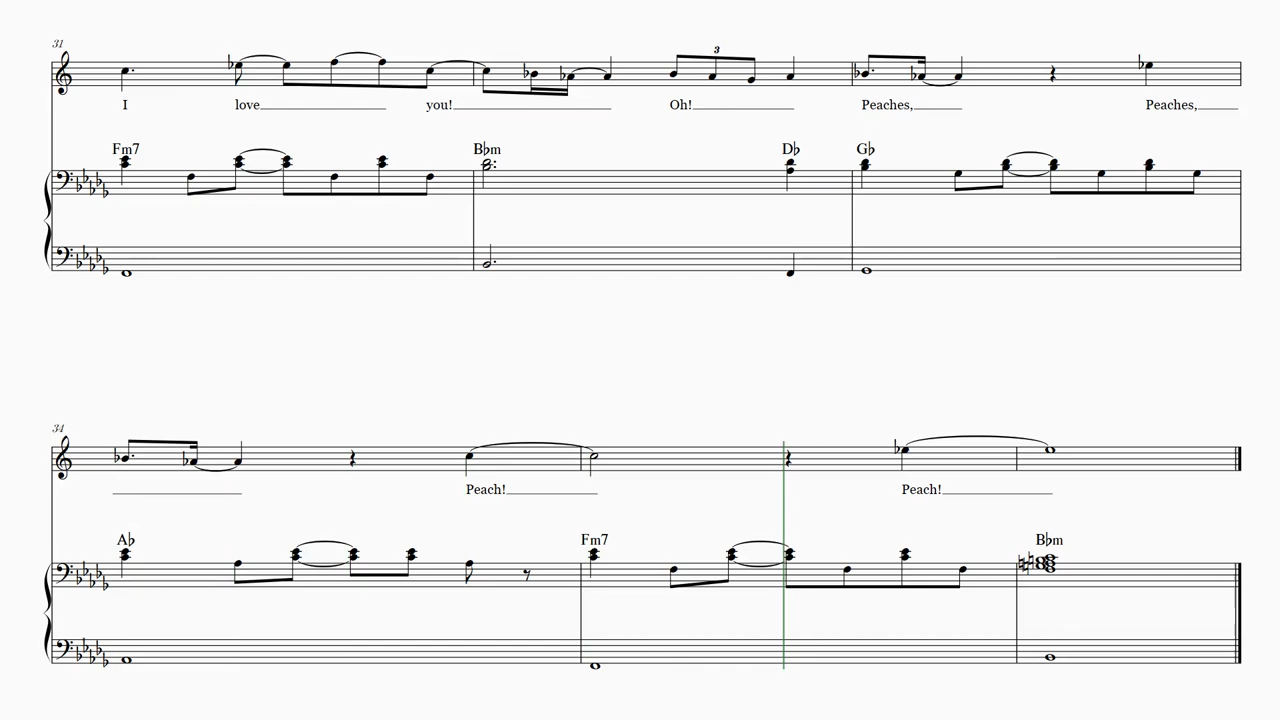 31
3
I love you! Oh! Peaches, Peaches,
Fm7 B♭m D♭ G♭
34
Peach! Peach!
A♭ Fm7 B♭m